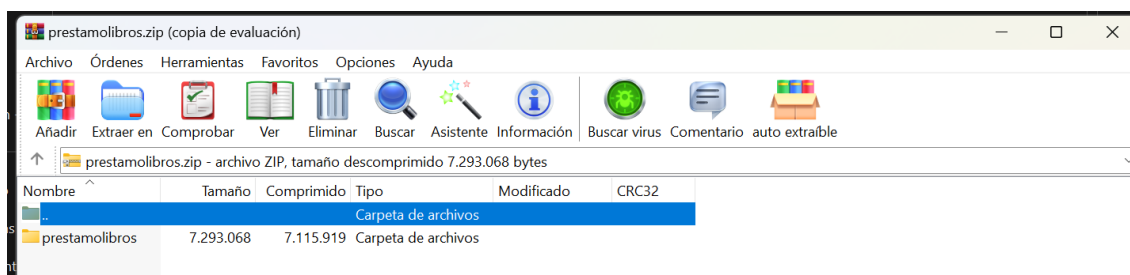 prestamolibros.zip (copia de evaluación)
Archivo Órdenes Herramientas Favoritos Opciones Ayuda
Añadir Extraer en Comprobar Ver Eliminar Buscar Asistente Información Buscar virus Comentario auto extraíble
prestamolibros.zip - archivo ZIP, tamaño descomprimido 7.293.068 bytes
Nombre Tamaño Comprimido Tipo Modificado CRC32
.. Carpeta de archivos
prestamolibros 7.293.068 7.115.919 Carpeta de archivos